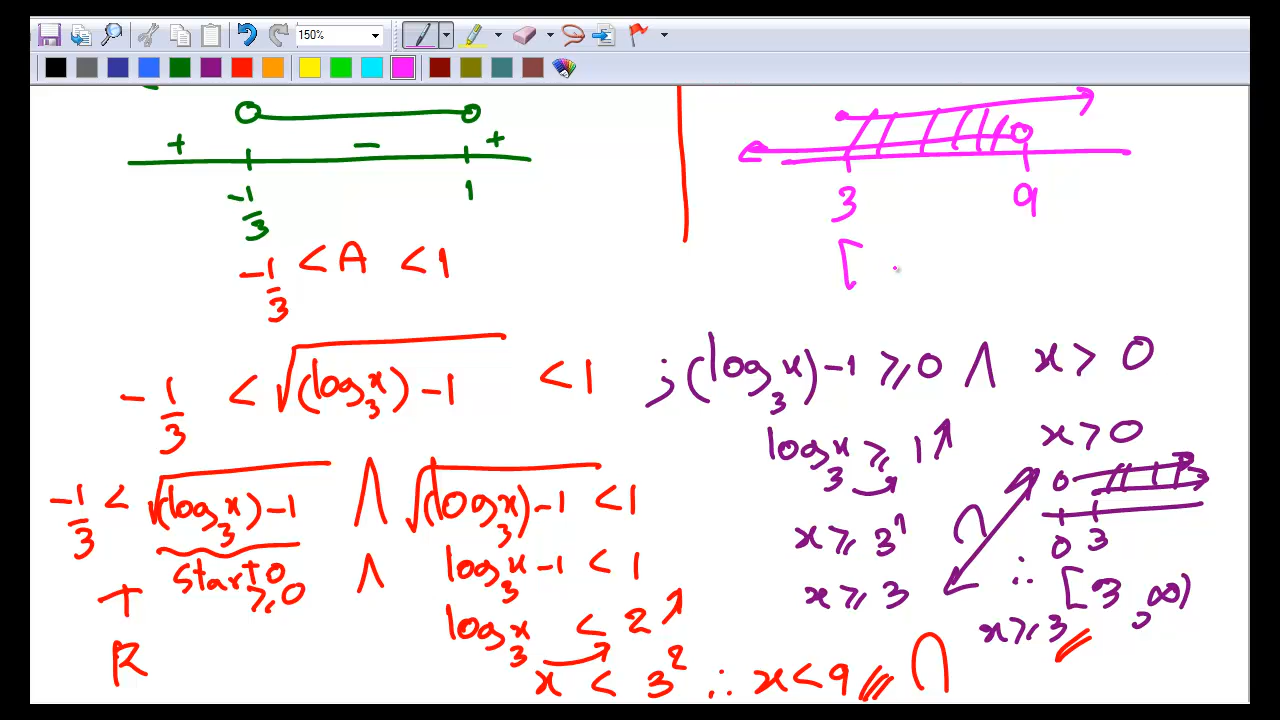 150%
+ − +
-1/3 1
3 9
[
-1/3 < A < 1
-1/3 < √(log₃x) - 1 < 1 ; (log₃x) - 1 ≥ 0 ∧ x > 0
log₃x ≥ 1 x > 0
-1/3 < √(log₃x) - 1 ∧ √(log₃x) - 1 < 1
x ≥ 3¹ ∩ 0 3
start 0 ≥ 0 ∧ log₃x - 1 < 1
x ≥ 3 ∴ [3, ∞)
+ log₃x < 2 x ≥ 3
R x < 3² ∴ x < 9 ∩